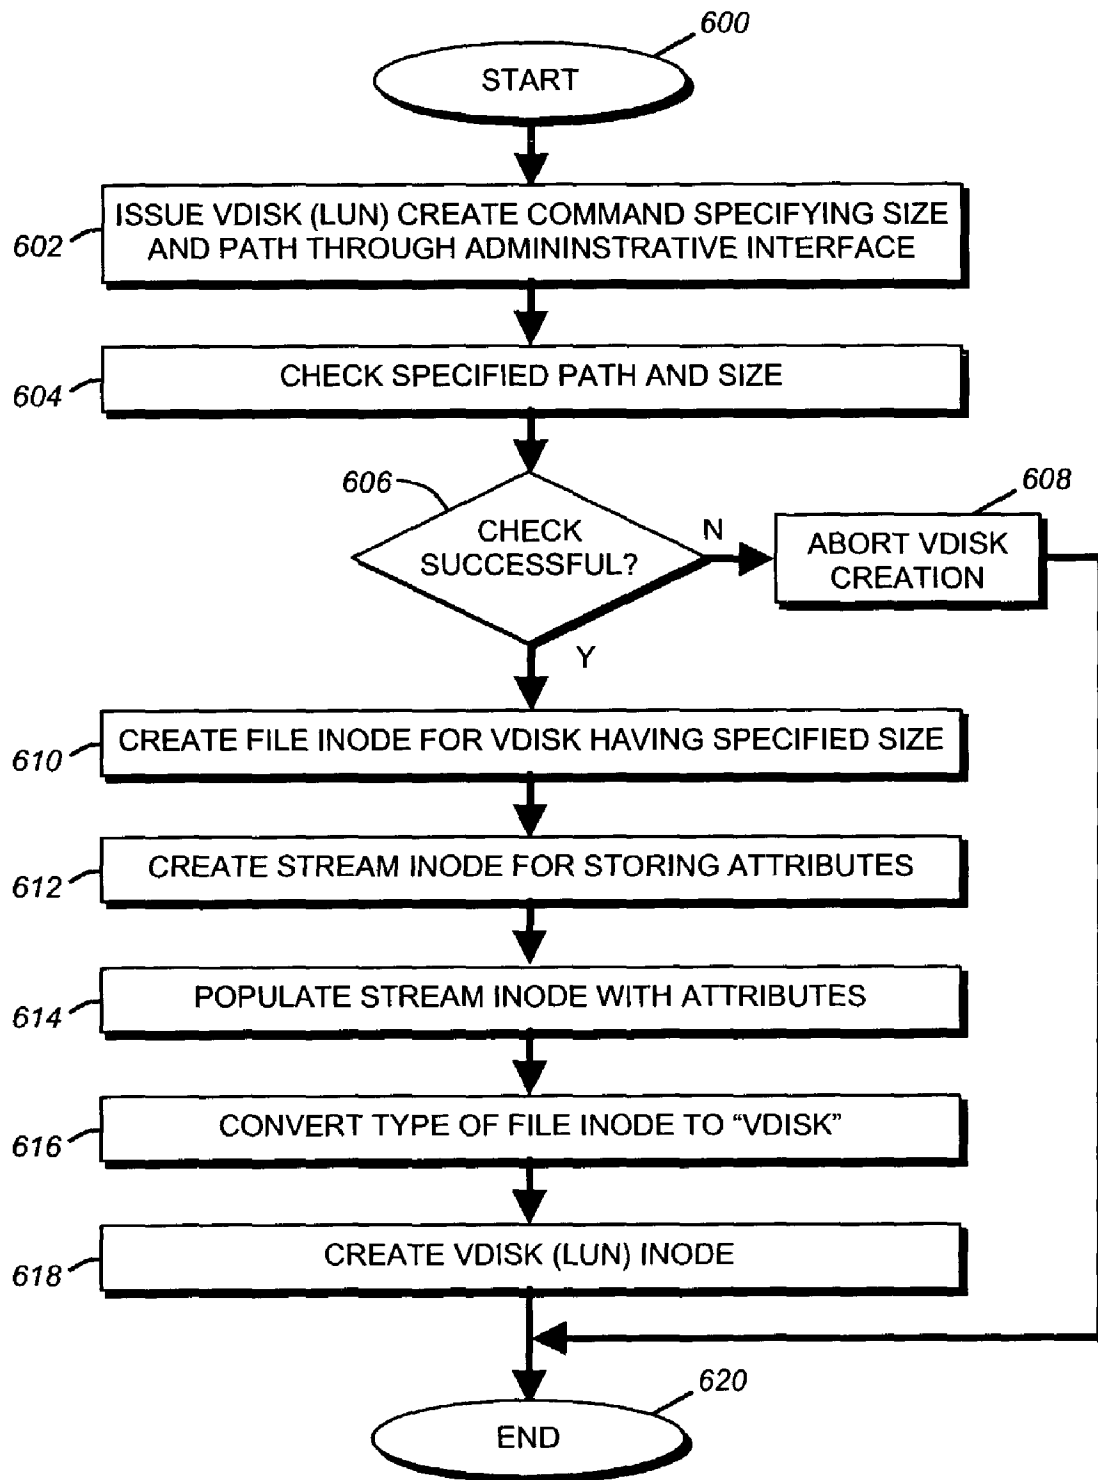 600
START
ISSUE VDISK (LUN) CREATE COMMAND SPECIFYING SIZE
AND PATH THROUGH ADMININSTRATIVE INTERFACE
602
CHECK SPECIFIED PATH AND SIZE
604
606
CHECK
SUCCESSFUL?
N
608
ABORT VDISK
CREATION
Y
CREATE FILE INODE FOR VDISK HAVING SPECIFIED SIZE
610
CREATE STREAM INODE FOR STORING ATTRIBUTES
612
POPULATE STREAM INODE WITH ATTRIBUTES
614
CONVERT TYPE OF FILE INODE TO “VDISK”
616
CREATE VDISK (LUN) INODE
618
620
END